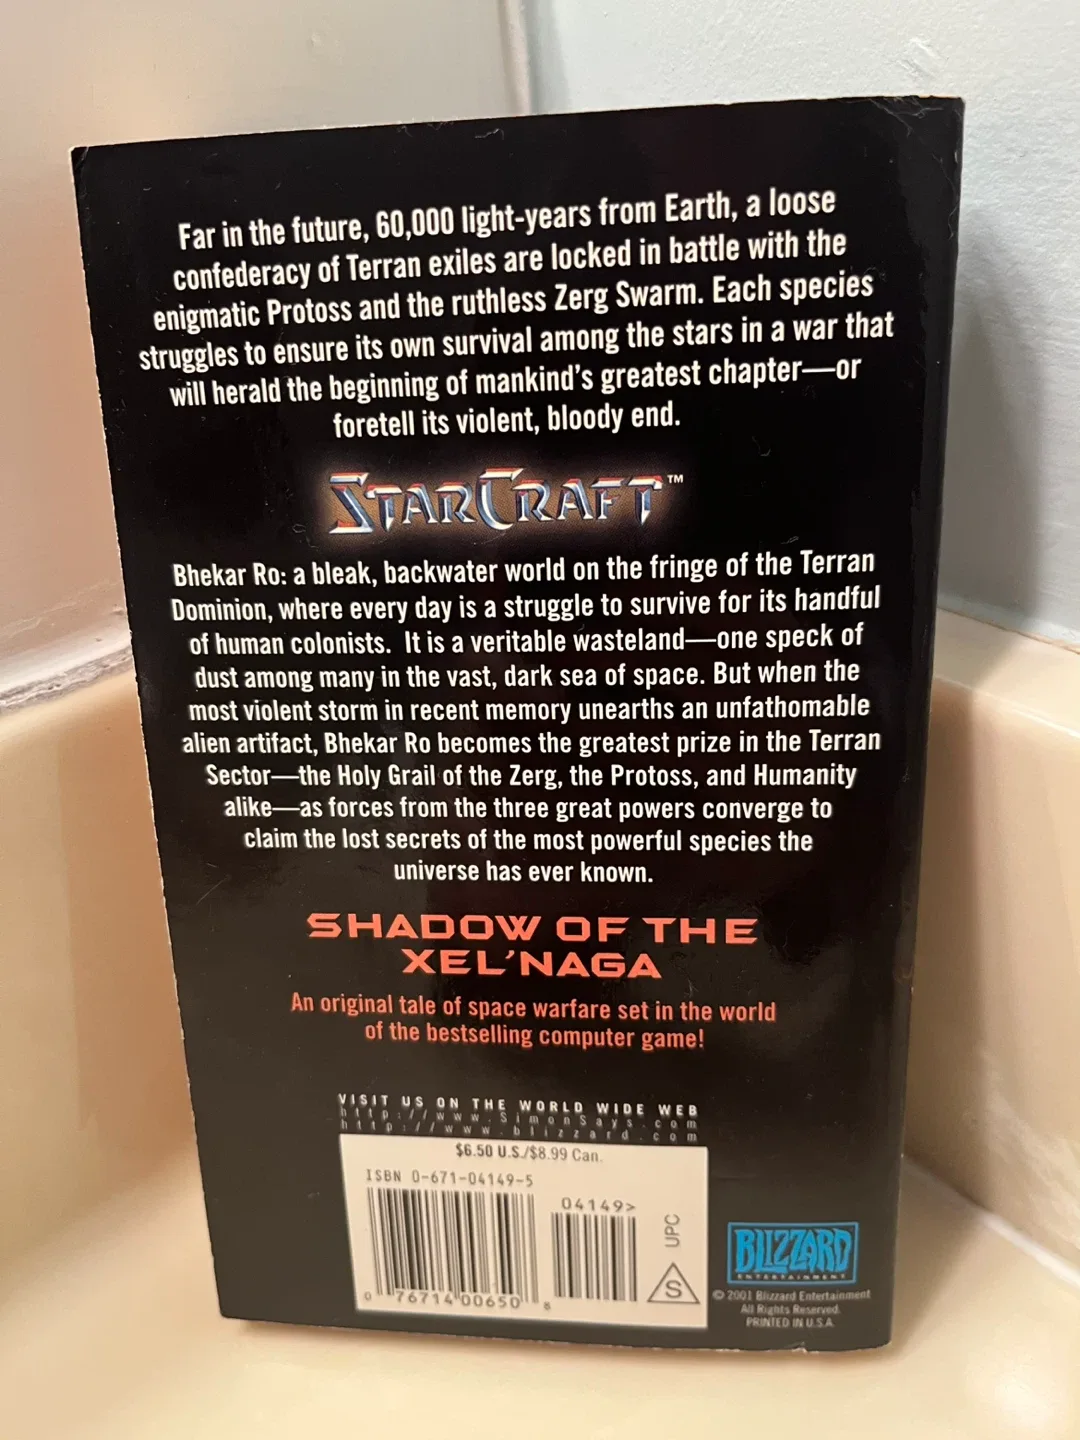 Far in the future, 60,000 light-years from Earth, a loose
confederacy of Terran exiles are locked in battle with the
enigmatic Protoss and the ruthless Zerg Swarm. Each species
struggles to ensure its own survival among the stars in a war that
will herald the beginning of mankind's greatest chapter—or
foretell its violent, bloody end.
STARCRAFT™
Bhekar Ro: a bleak, backwater world on the fringe of the Terran
Dominion, where every day is a struggle to survive for its handful
of human colonists. It is a veritable wasteland—one speck of
dust among many in the vast, dark sea of space. But when the
most violent storm in recent memory unearths an unfathomable
alien artifact, Bhekar Ro becomes the greatest prize in the Terran
Sector—the Holy Grail of the Zerg, the Protoss, and Humanity
alike—as forces from the three great powers converge to
claim the lost secrets of the most powerful species the
universe has ever known.
SHADOW OF THE
XEL'NAGA
An original tale of space warfare set in the world
of the bestselling computer game!
VISIT US ON THE WORLD WIDE WEB
http://www.SimonSays.com
http://www.blizzard.com
$6.50 U.S./$8.99 Can.
ISBN 0-671-04149-5
04149>
0 76714 00650 8
UPC
S
BLIZZARD
ENTERTAINMENT
© 2001 Blizzard Entertainment
All Rights Reserved.
PRINTED IN U.S.A.